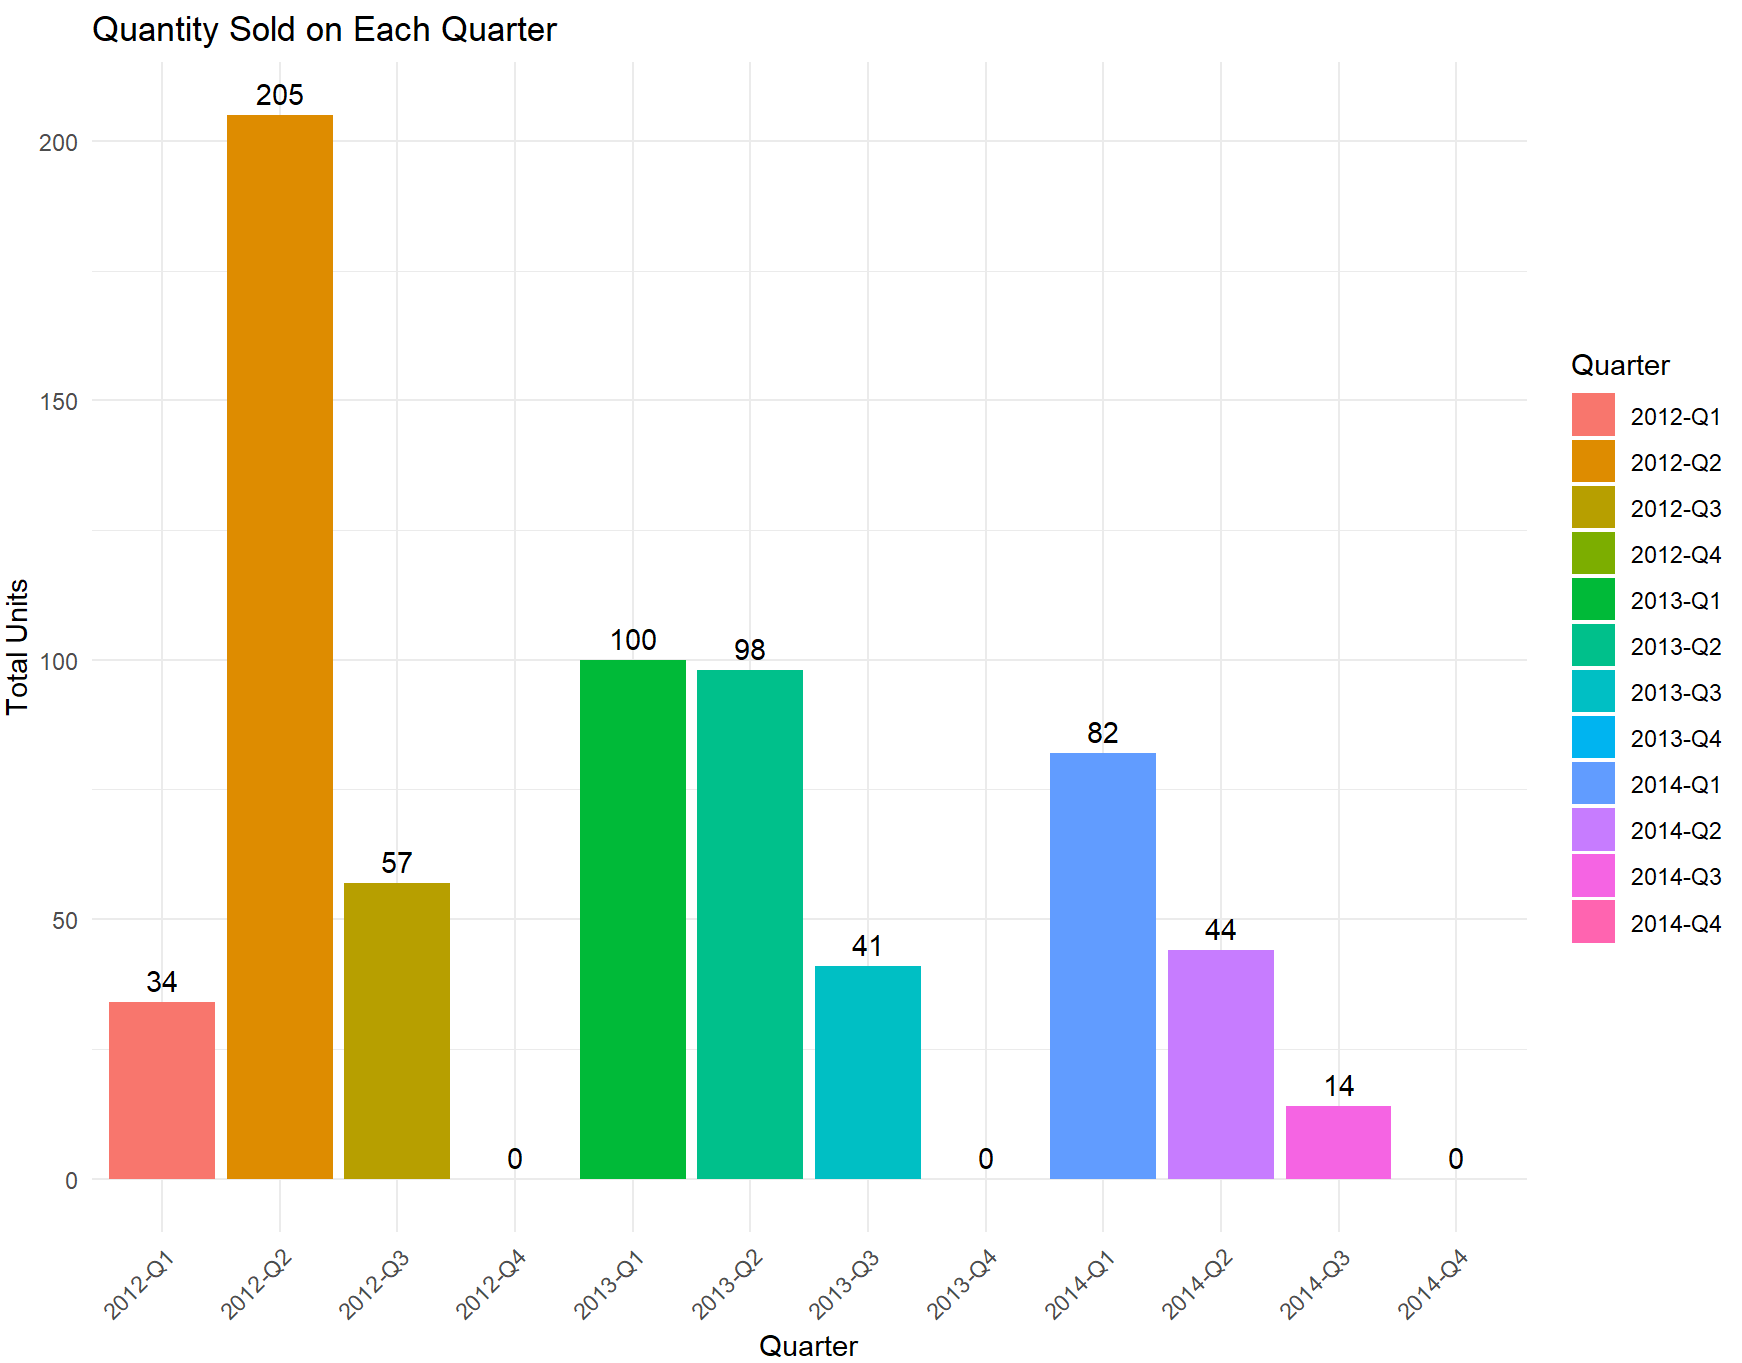 Quantity Sold on Each Quarter
Total Units
200
150
100
50
0
34
205
57
0
100
98
41
0
82
44
14
0
2012-Q1
2012-Q2
2012-Q3
2012-Q4
2013-Q1
2013-Q2
2013-Q3
2013-Q4
2014-Q1
2014-Q2
2014-Q3
2014-Q4
Quarter
Quarter
2012-Q1
2012-Q2
2012-Q3
2012-Q4
2013-Q1
2013-Q2
2013-Q3
2013-Q4
2014-Q1
2014-Q2
2014-Q3
2014-Q4